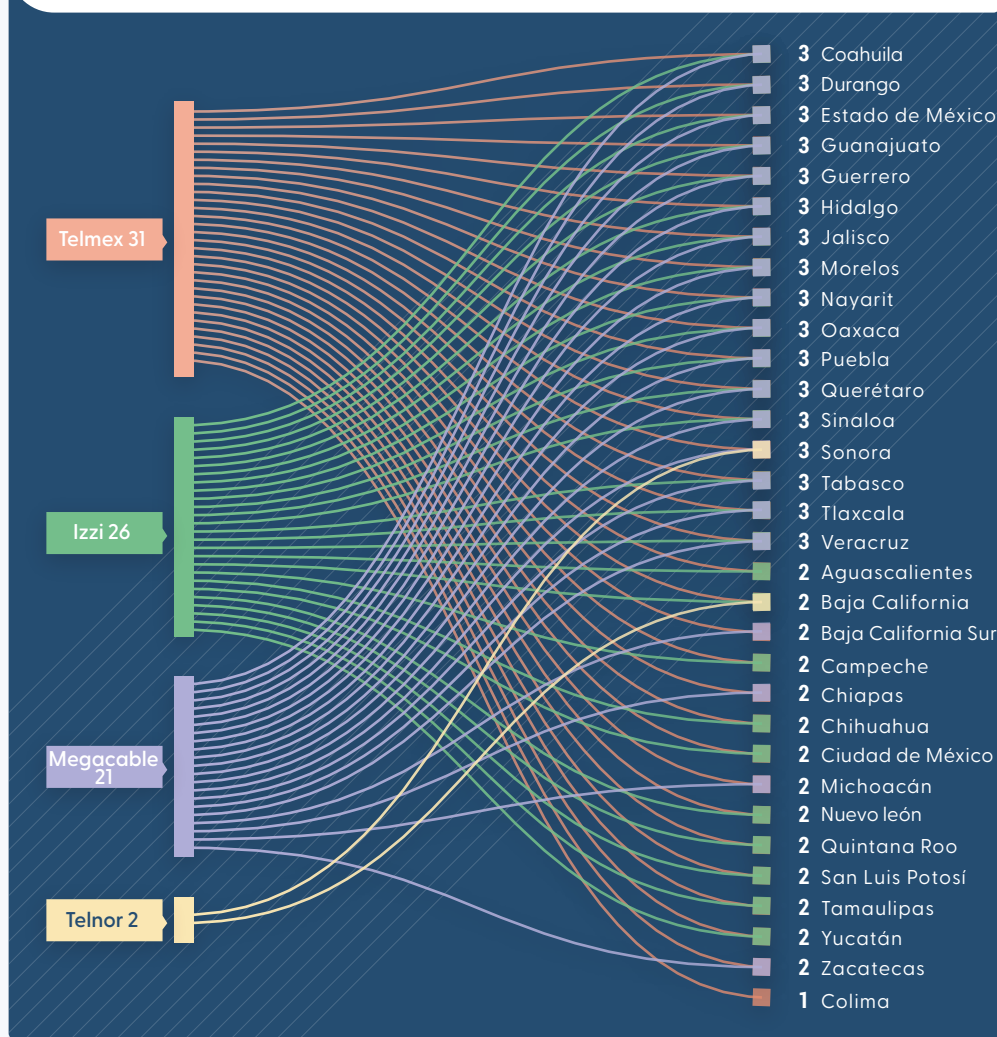 Telmex 31
Izzi 26
Megacable
21
Telnor 2
3 Coahuila
3 Durango
3 Estado de México
3 Guanajuato
3 Guerrero
3 Hidalgo
3 Jalisco
3 Morelos
3 Nayarit
3 Oaxaca
3 Puebla
3 Querétaro
3 Sinaloa
3 Sonora
3 Tabasco
3 Tlaxcala
3 Veracruz
2 Aguascalientes
2 Baja California
2 Baja California Sur
2 Campeche
2 Chiapas
2 Chihuahua
2 Ciudad de México
2 Michoacán
2 Nuevo león
2 Quintana Roo
2 San Luis Potosí
2 Tamaulipas
2 Yucatán
2 Zacatecas
1 Colima